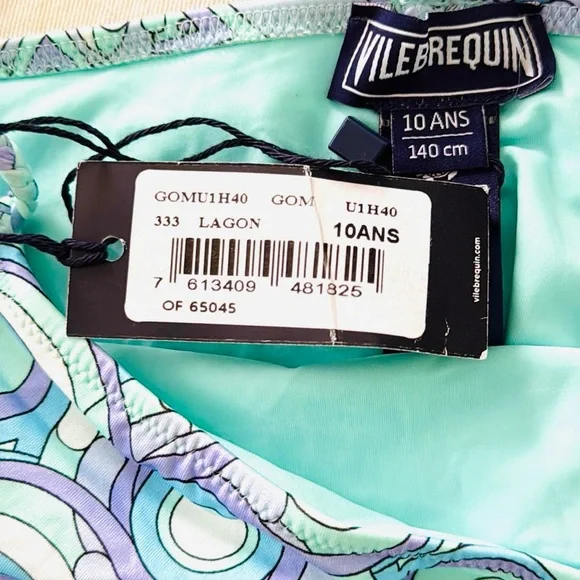 VILEBREQUIN
10 ANS
140 cm
vilebrequin.com
GOMU1H40 GOM U1H40
333 LAGON 10ANS
7 613409 481825
OF 65045